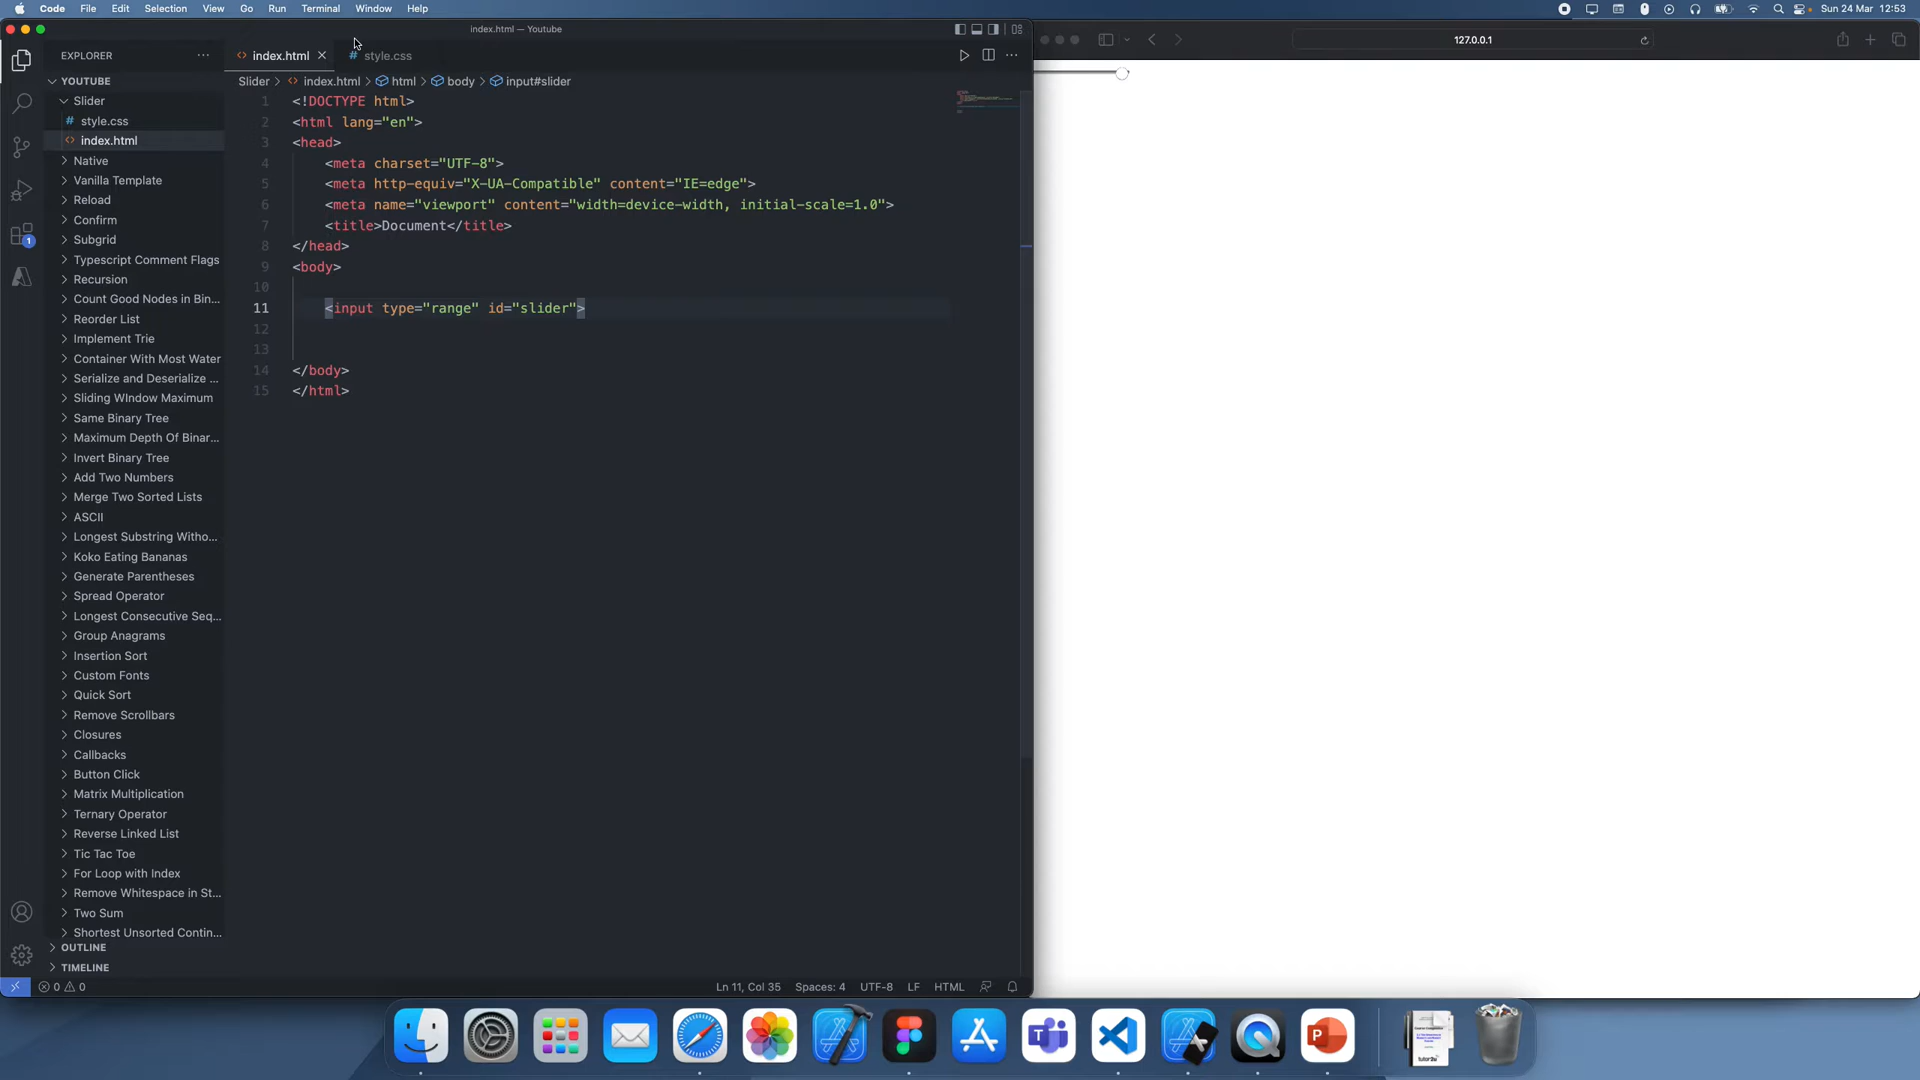 Code File Edit Selection View Go Run Terminal Window Help Sun 24 Mar 12:53
index.html — Youtube
127.0.0.1
EXPLORER
index.html
style.css
YOUTUBE
Slider
style.css
index.html
Native
Vanilla Template
Reload
Confirm
Subgrid
Typescript Comment Flags
Recursion
Count Good Nodes in Bin...
Reorder List
Implement Trie
Container With Most Water
Serialize and Deserialize ...
Sliding WIndow Maximum
Same Binary Tree
Maximum Depth Of Binar...
Invert Binary Tree
Add Two Numbers
Merge Two Sorted Lists
ASCII
Longest Substring Witho...
Koko Eating Bananas
Generate Parentheses
Spread Operator
Longest Consecutive Seq...
Group Anagrams
Insertion Sort
Custom Fonts
Quick Sort
Remove Scrollbars
Closures
Callbacks
Button Click
Matrix Multiplication
Ternary Operator
Reverse Linked List
Tic Tac Toe
For Loop with Index
Remove Whitespace in St...
Two Sum
Shortest Unsorted Contin...
OUTLINE
TIMELINE
Slider > index.html > html > body > input#slider
1 <!DOCTYPE html>
2 <html lang="en">
3 <head>
4 <meta charset="UTF-8">
5 <meta http-equiv="X-UA-Compatible" content="IE=edge">
6 <meta name="viewport" content="width=device-width, initial-scale=1.0">
7 <title>Document</title>
8 </head>
9 <body>
10
11 <input type="range" id="slider">
12
13
14 </body>
15 </html>
1
0 0
Ln 11, Col 35 Spaces: 4 UTF-8 LF HTML